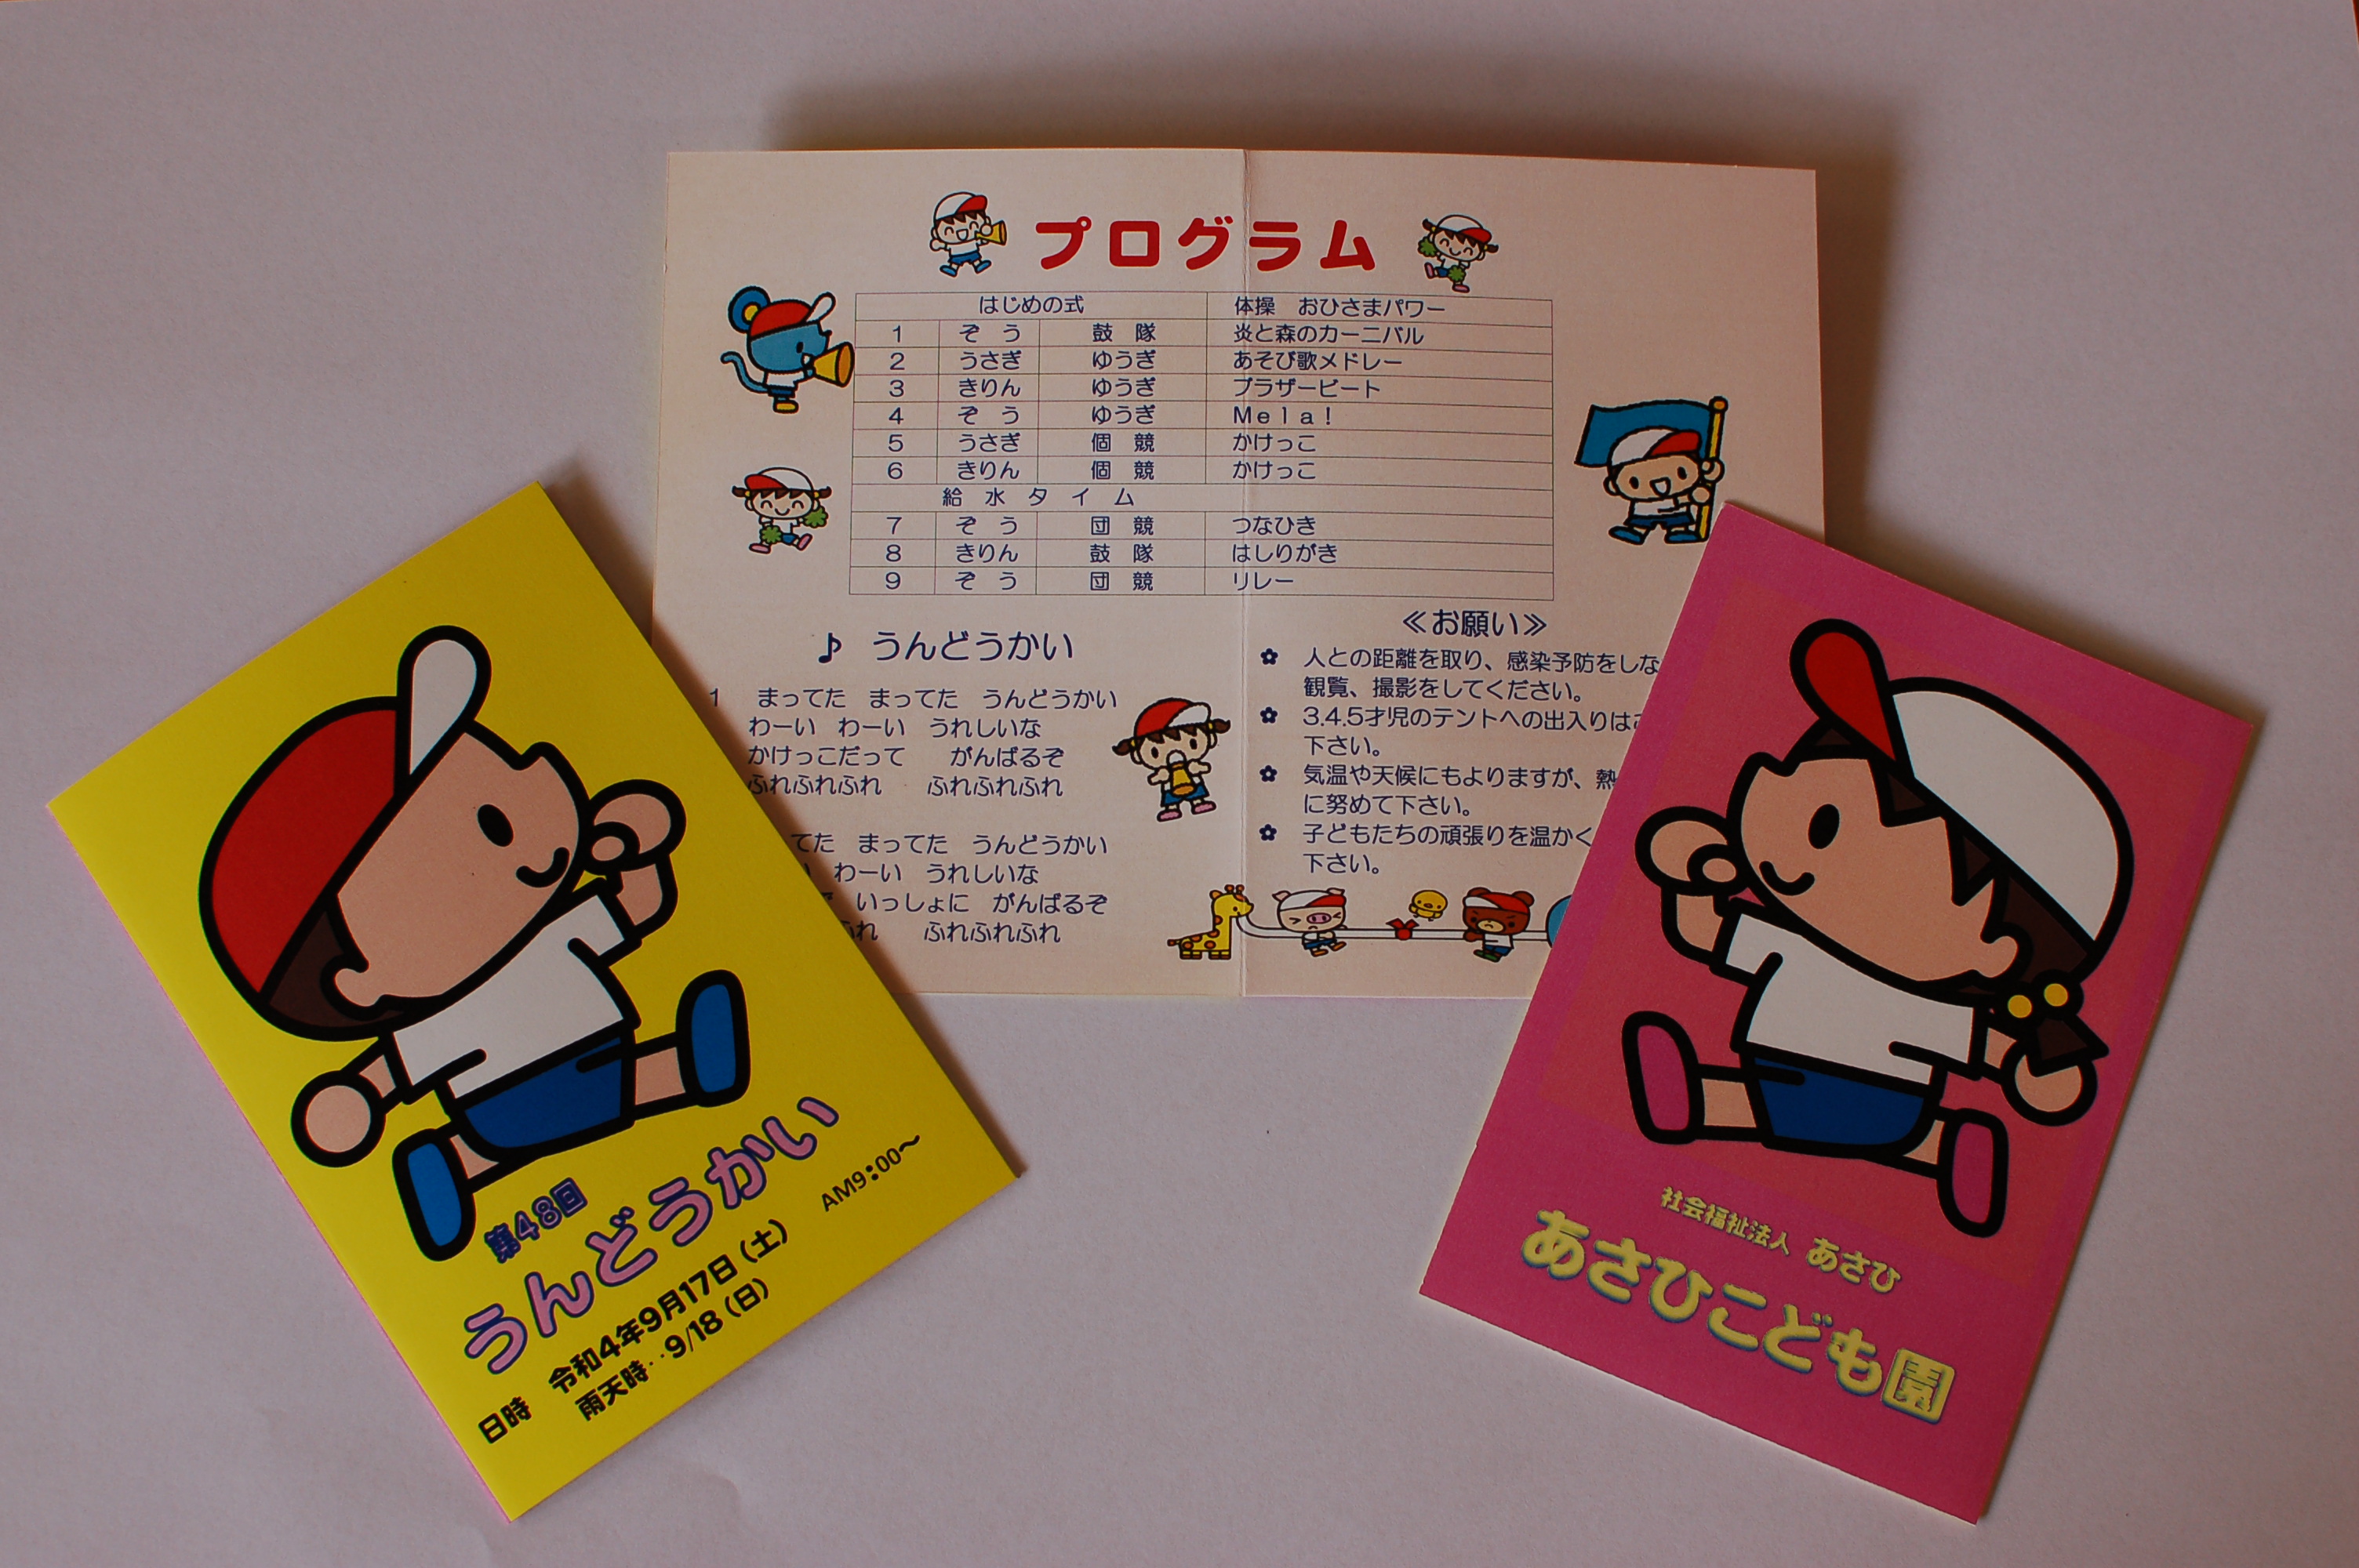 プログラム
はじめの式 体操 おひさまパワー
1 ぞう 鼓隊 炎と森のカーニバル
2 うさぎ ゆうぎ あそび歌メドレー
3 きりん ゆうぎ ブラザービート
4 ぞう ゆうぎ Mela!
5 うさぎ 個競 かけっこ
6 きりん 個競 かけっこ
給水タイム
7 ぞう 団競 つなひき
8 きりん 鼓隊 はしりがき
9 ぞう 団競 リレー
♪ うんどうかい
1 まってた まってた うんどうかい
わーい わーい うれしいな
かけっこだって がんばるぞ
ふれふれふれ ふれふれふれ
てた まってた うんどうかい
わーい うれしいな
いっしょに がんばるぞ
ふれ ふれふれふれ
≪お願い≫
✿ 人との距離を取り、感染予防をしな
観覧、撮影をしてください。
✿ 3.4.5才児のテントへの出入りは
下さい。
✿ 気温や天候にもよりますが、熱
に努めて下さい。
✿ 子どもたちの頑張りを温かく
下さい。
第48回
うんどうかい
日時 令和4年9月17日(土) AM9:00〜
雨天時‥9/18(日)
社会福祉法人 あさひ
あさひこども園